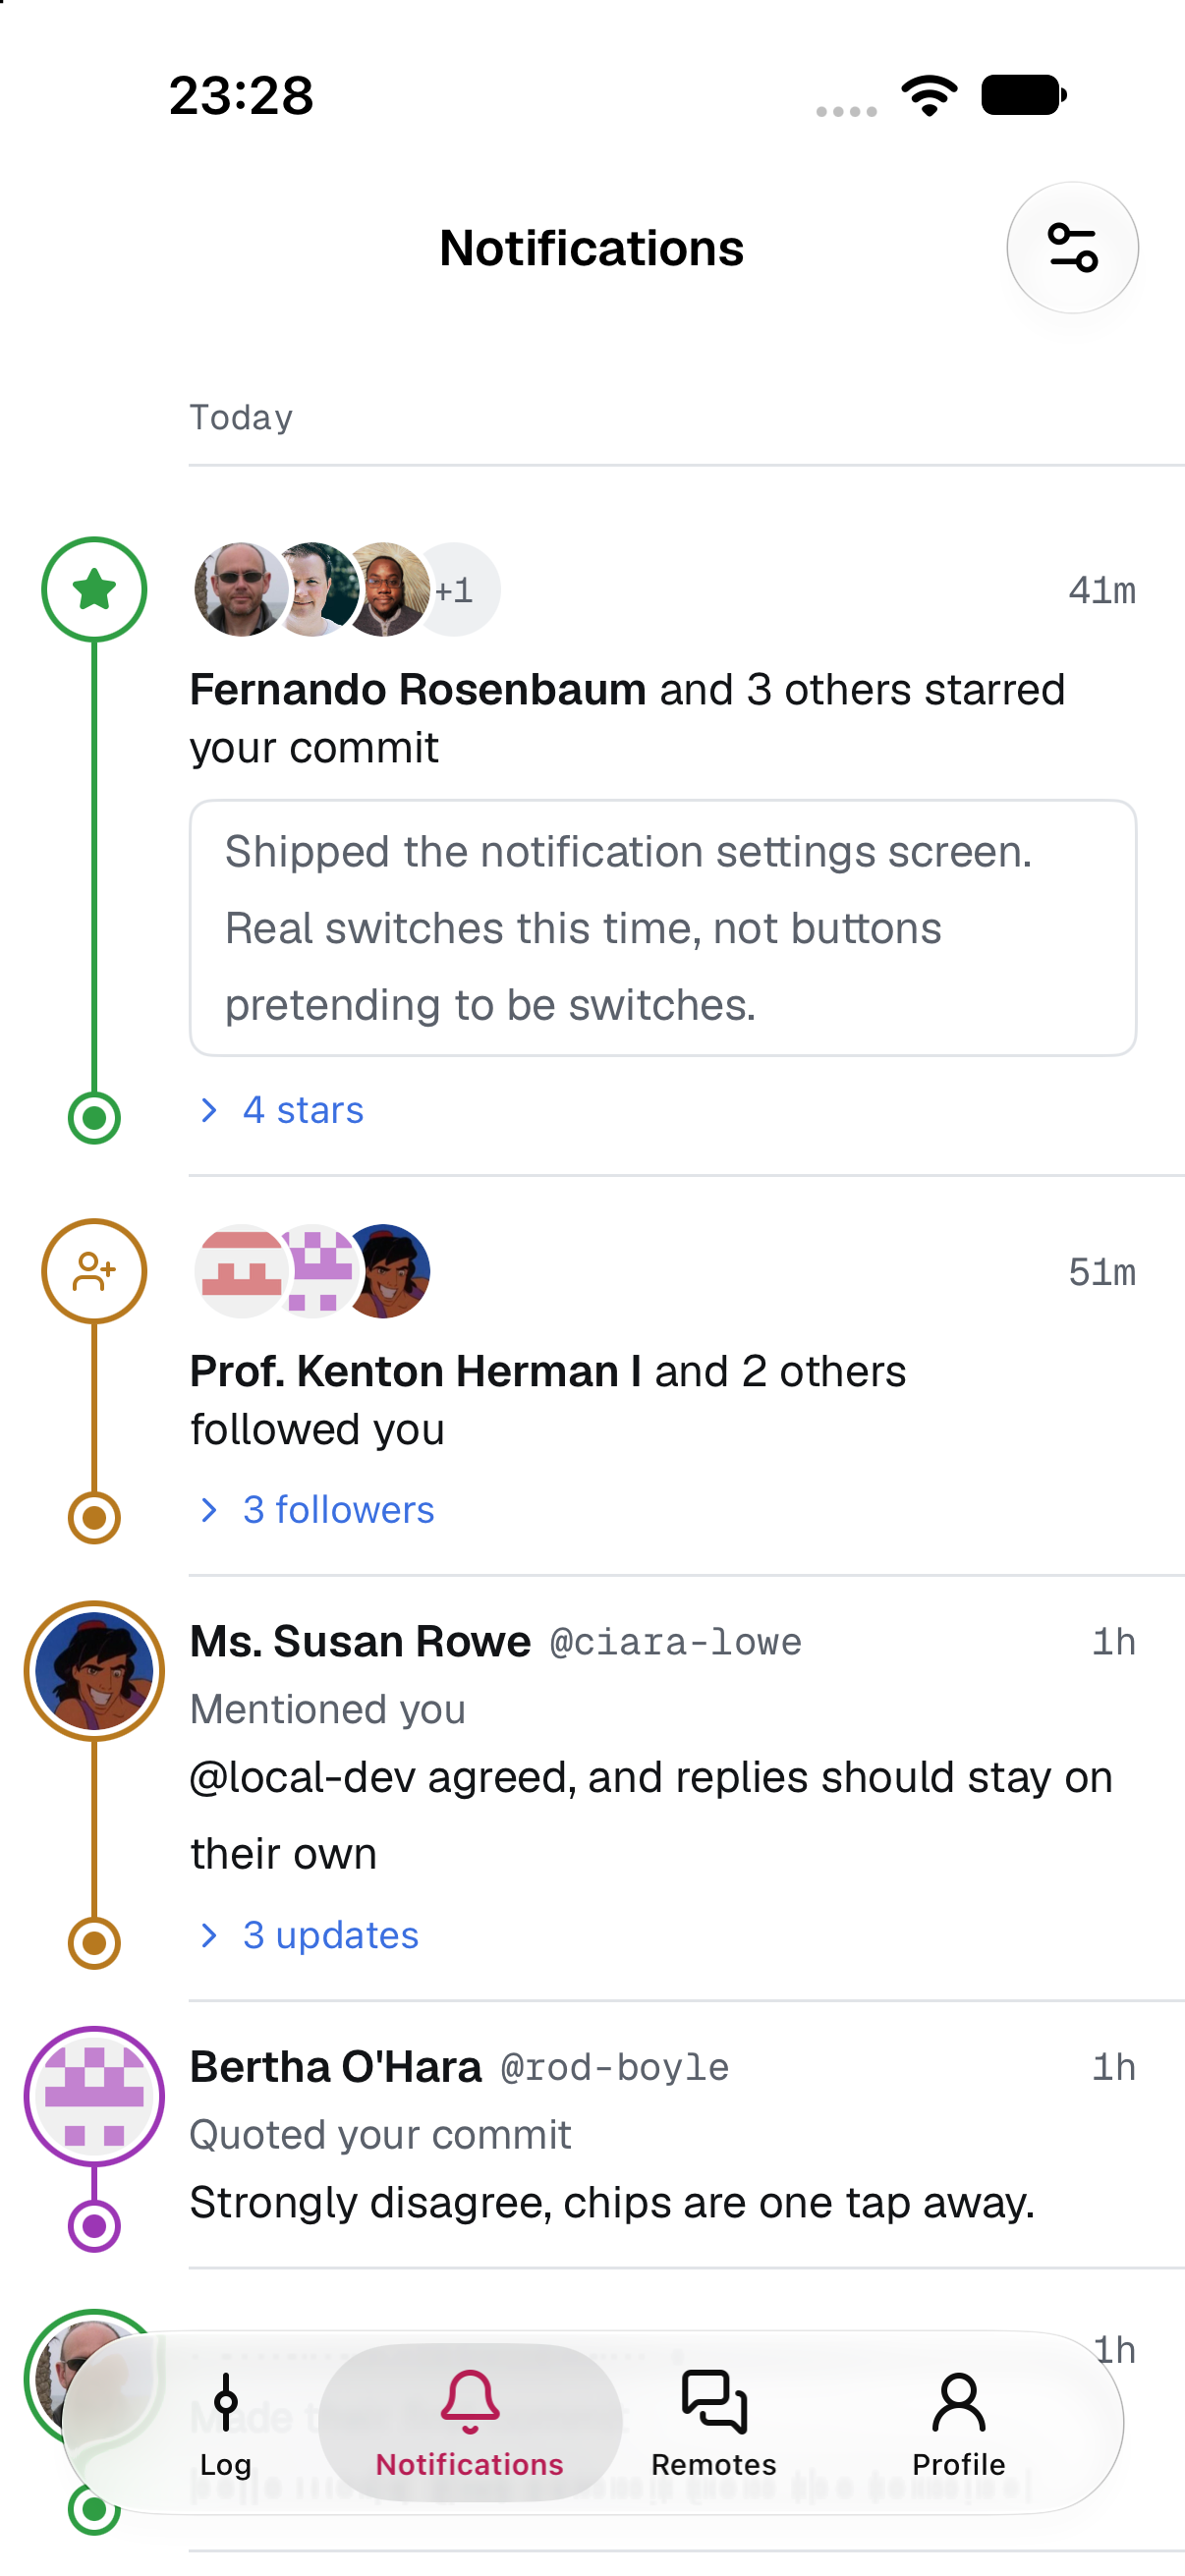 23:28
Notifications
Today
+1
41m
Fernando Rosenbaum and 3 others starred
your commit
Shipped the notification settings screen.
Real switches this time, not buttons
pretending to be switches.
4 stars
51m
Prof. Kenton Herman I and 2 others
followed you
3 followers
Ms. Susan Rowe @ciara-lowe 1h
Mentioned you
@local-dev agreed, and replies should stay on
their own
3 updates
Bertha O'Hara @rod-boyle 1h
Quoted your commit
Strongly disagree, chips are one tap away.
1h
Made
Log
Notifications
Remotes
Profile